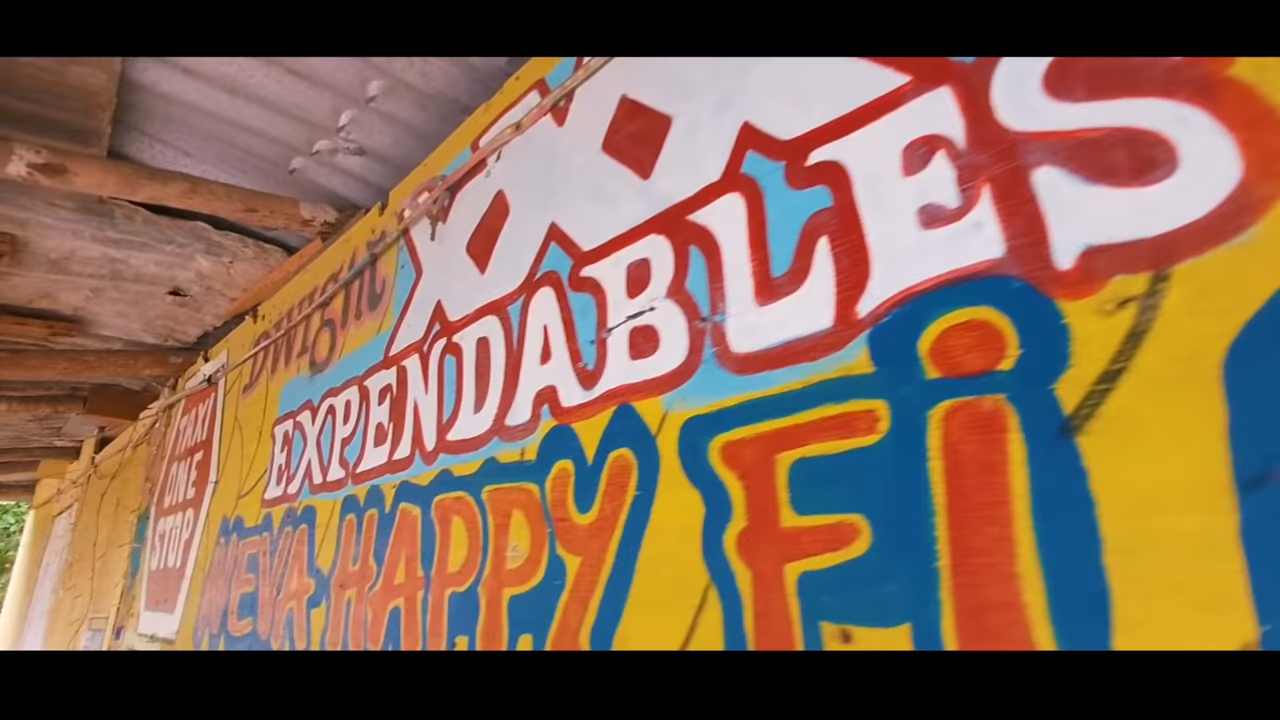 Dwight
EXPENDABLES
NEVA HAPPY Fi
TAXI
ONE
STOP